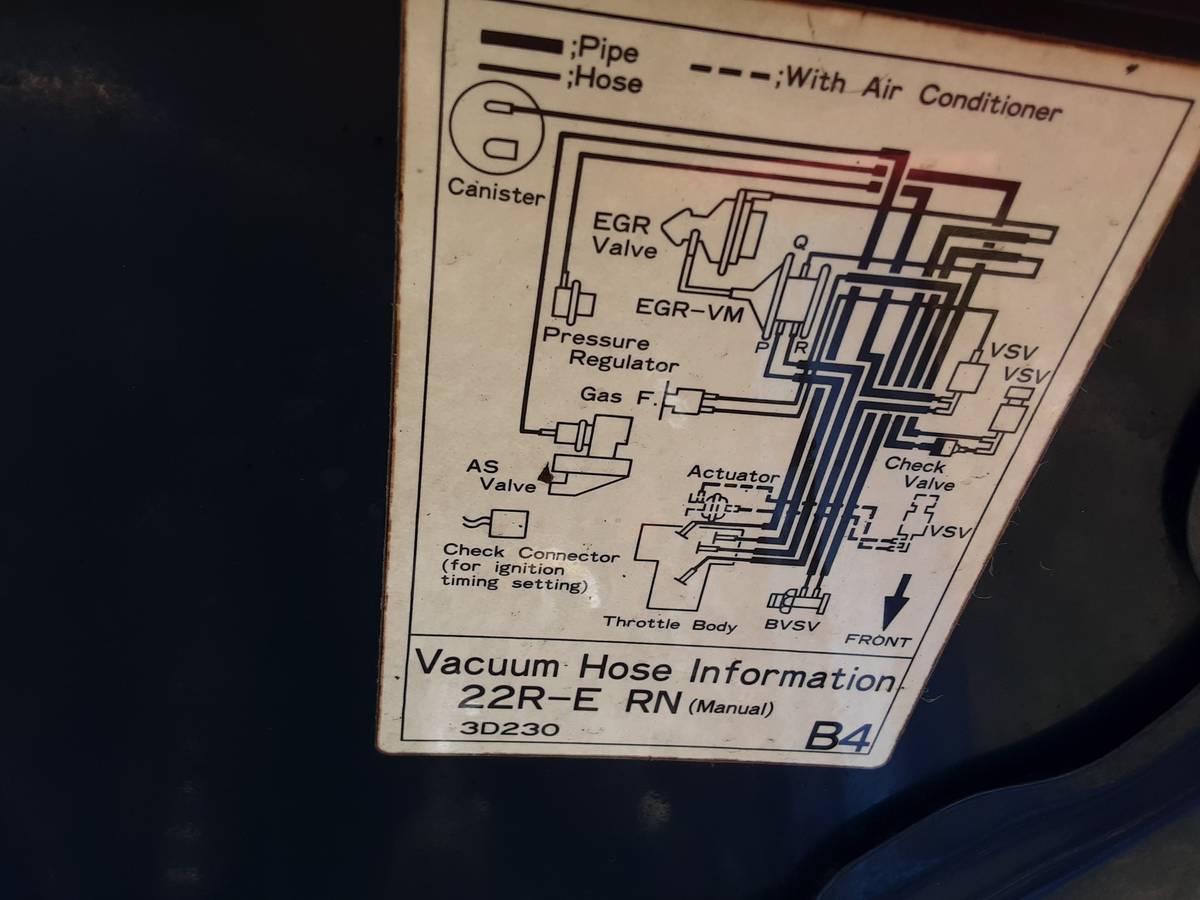 ;Pipe
;Hose
;With Air Conditioner
Canister
EGR
Valve
Q
EGR-VM
P
R
Pressure
Regulator
VSV
VSV
Gas F.
AS
Valve
Check
Valve
Actuator
VSV
Check Connector
(for ignition
timing setting)
Throttle Body
BVSV
FRONT
Vacuum Hose Information
22R-E RN (Manual)
3D230
B4